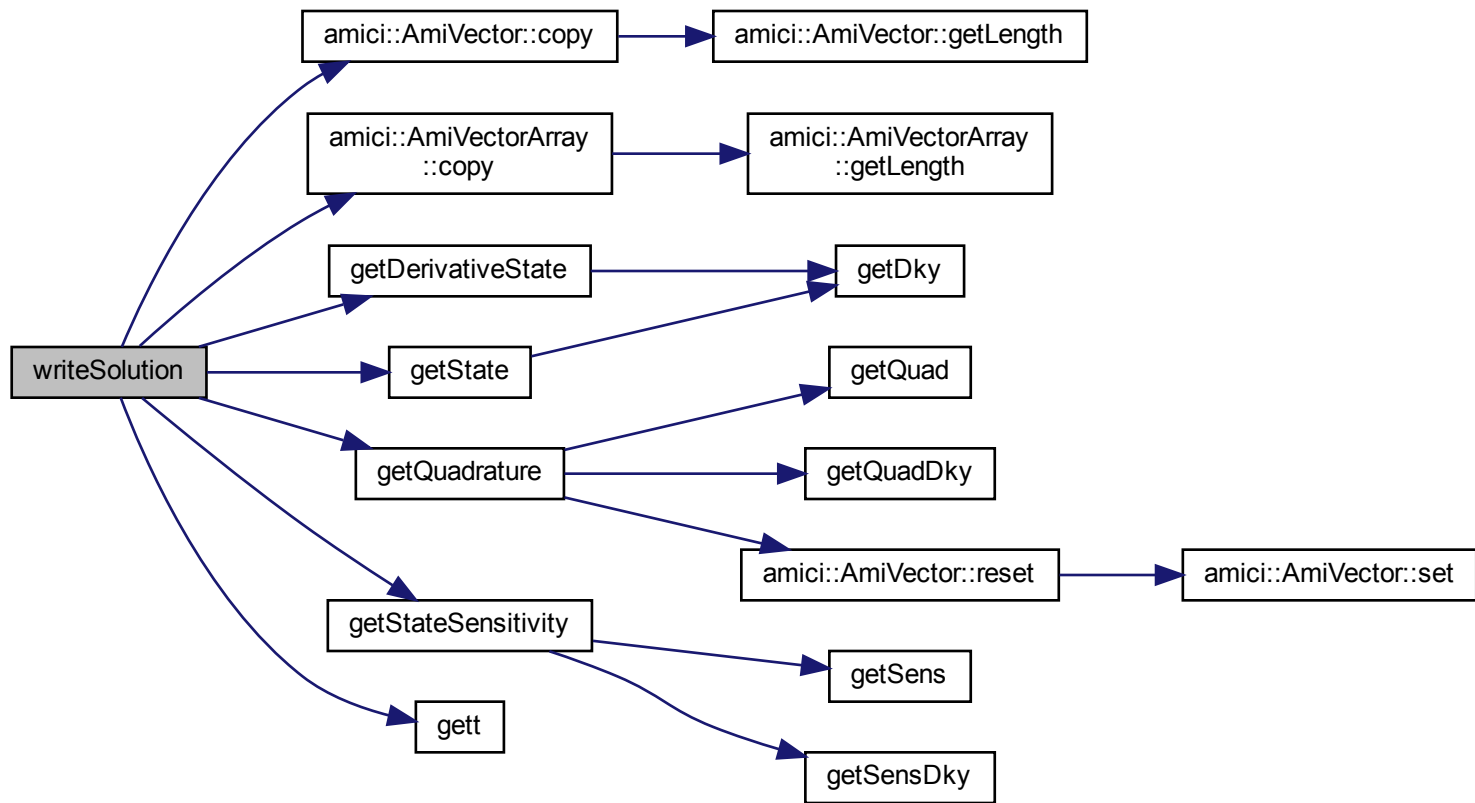 amici::AmiVector::copy
amici::AmiVector::getLength
amici::AmiVectorArray
::copy
amici::AmiVectorArray
::getLength
getDerivativeState
getDky
writeSolution
getState
getQuad
getQuadrature
getQuadDky
amici::AmiVector::reset
amici::AmiVector::set
getStateSensitivity
getSens
gett
getSensDky